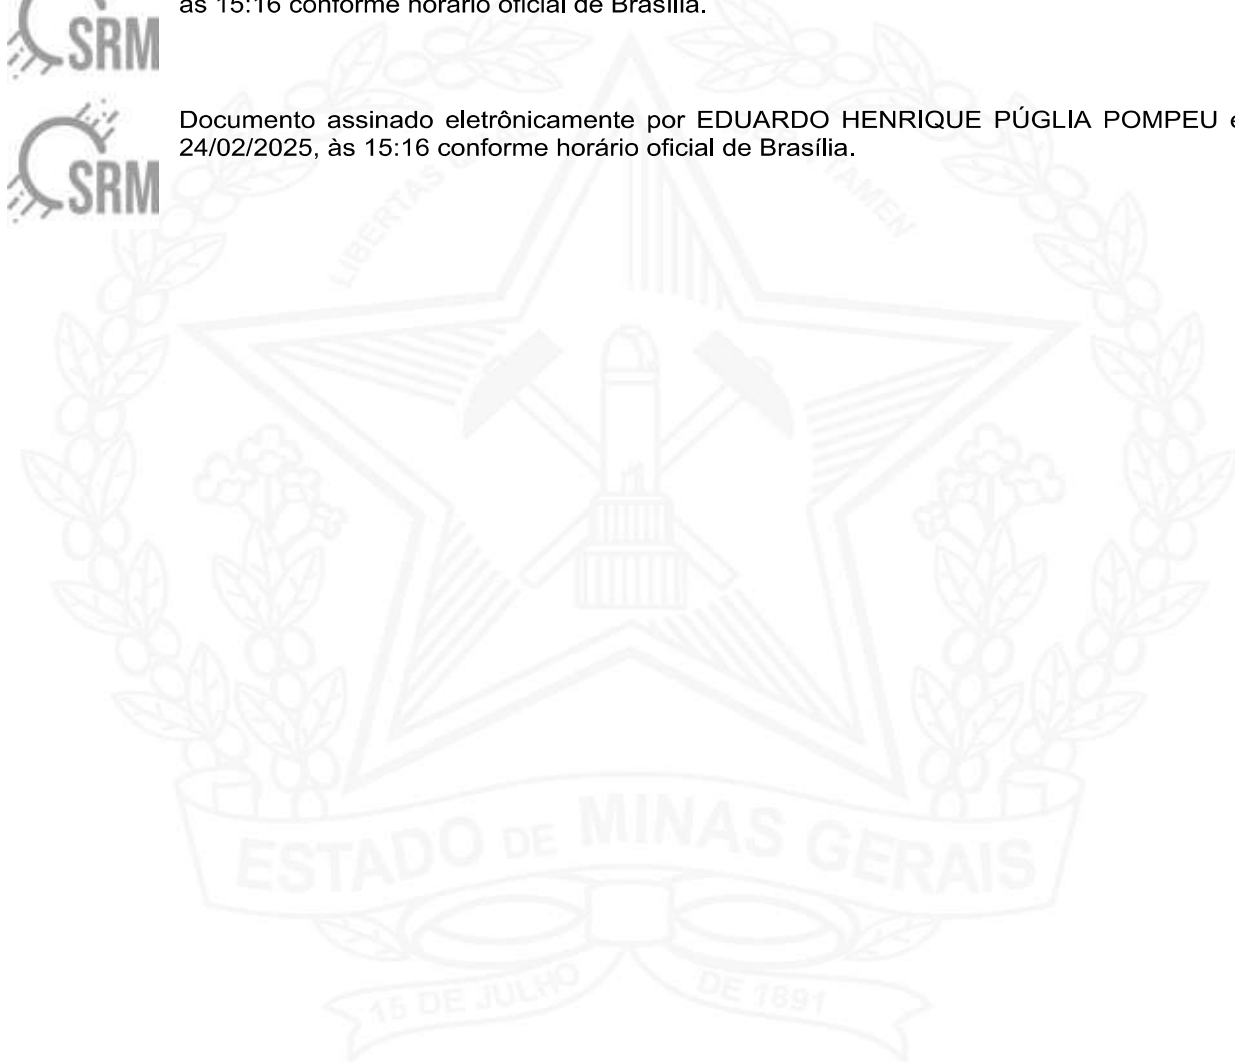 às 15:16 conforme horário oficial de Brasília.
SRM
Documento assinado eletrônicamente por EDUARDO HENRIQUE PÚGLIA POMPEU e
24/02/2025, às 15:16 conforme horário oficial de Brasília.
SRM
LIBERTAS TAMEN
ESTADO DE MINAS GERAIS
15 DE JULHO DE 1891